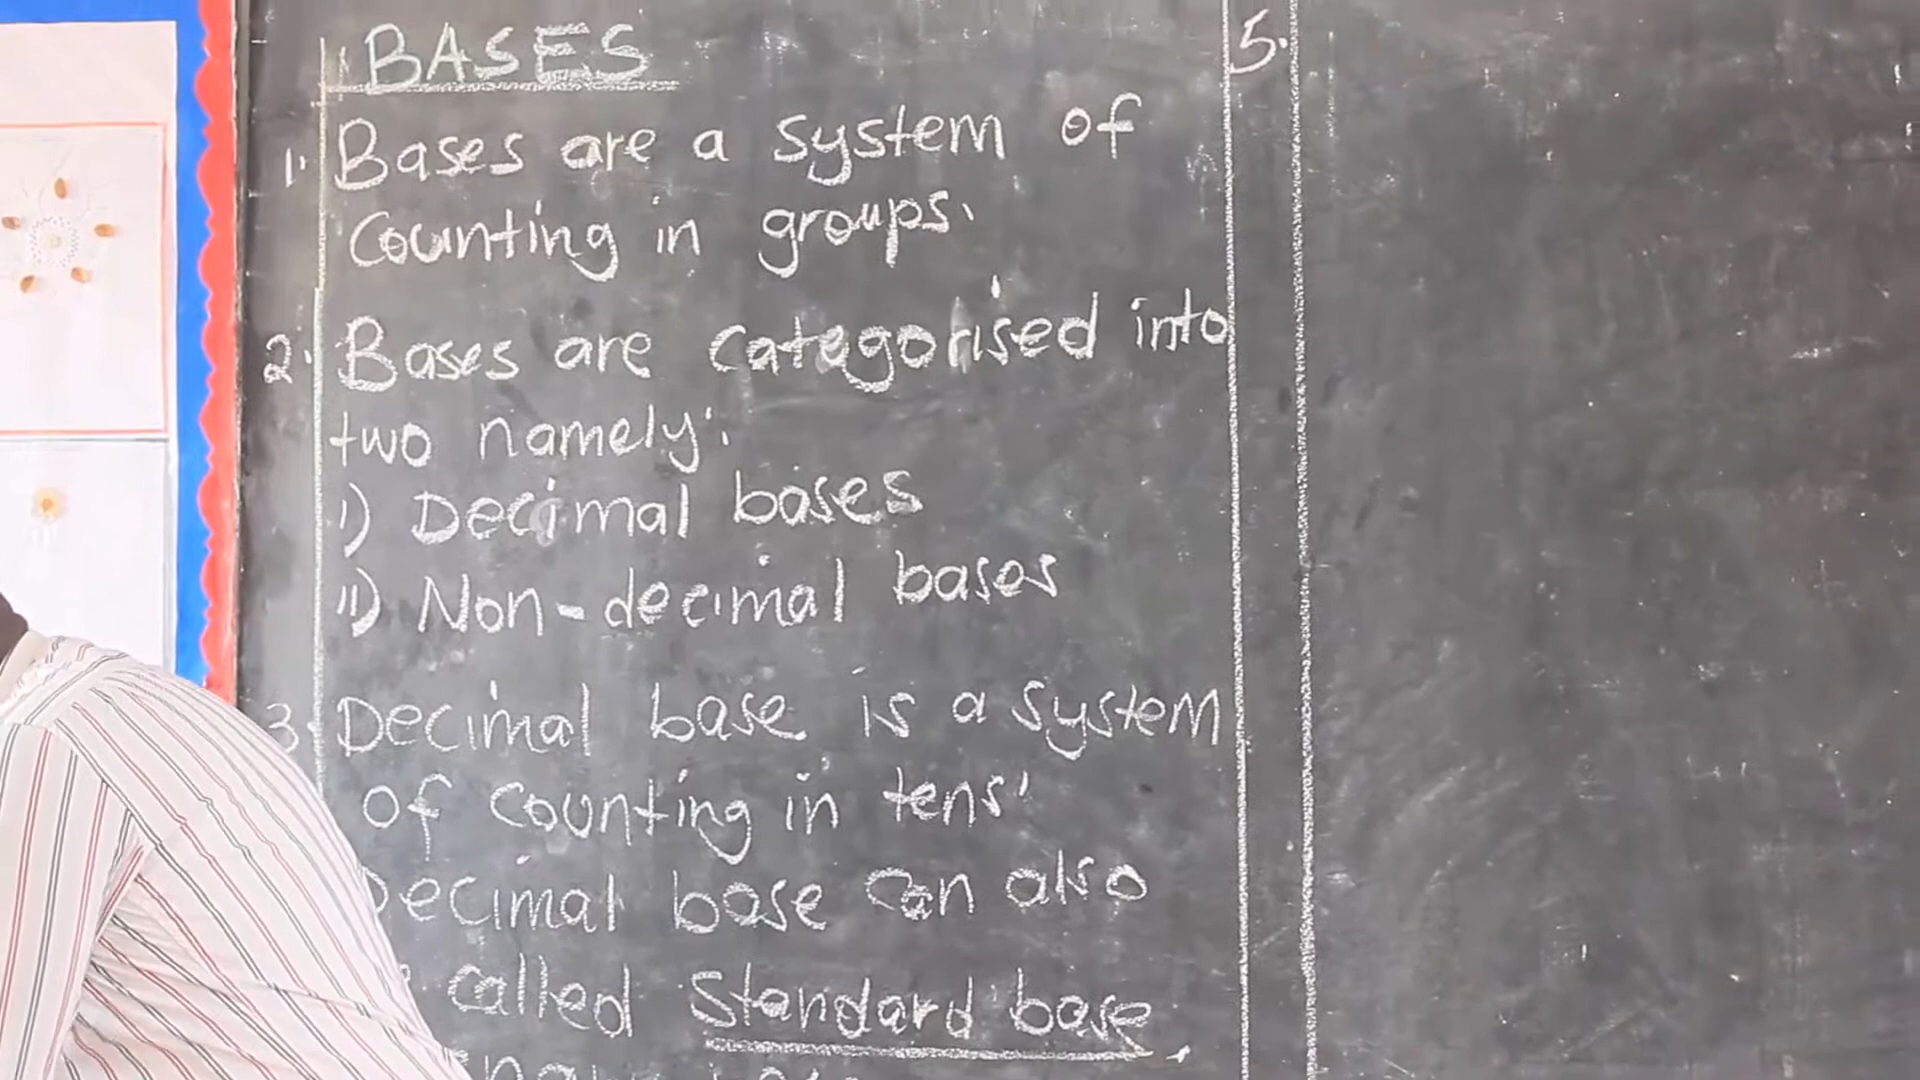 BASES
1. Bases are a system of
Counting in groups.
2. Bases are categorised into
two namely:
i) Decimal bases
ii) Non-decimal bases
3. Decimal base is a system
of counting in tens.
Decimal base can also
called Standard base.
5.